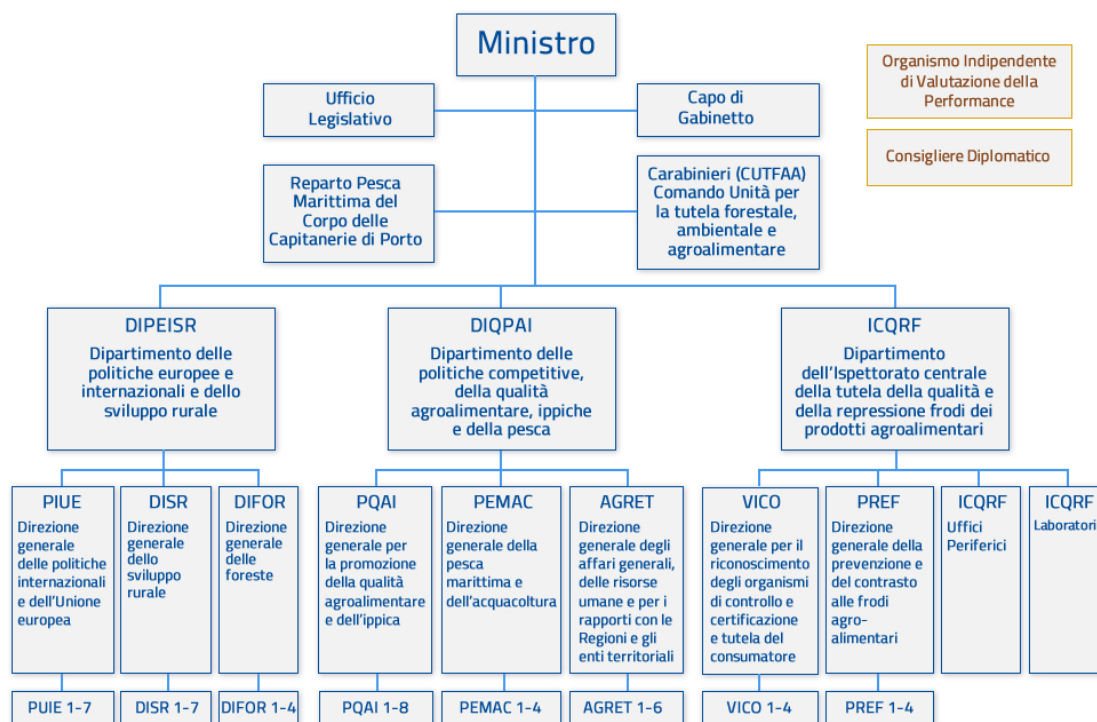 Ministro
Organismo Indipendente
di Valutazione della
Performance
Ufficio
Legislativo
Capo di
Gabinetto
Consigliere Diplomatico
Reparto Pesca
Marittima del
Corpo delle
Capitanerie di Porto
Carabinieri (CUTFAA)
Comando Unità per
la tutela forestale,
ambientale e
agroalimentare
DIPEISR
Dipartimento delle
politiche europee e
internazionali e dello
sviluppo rurale
DIQPAI
Dipartimento delle
politiche competitive,
della qualità
agroalimentare, ippiche
e della pesca
ICQRF
Dipartimento
dell'Ispettorato centrale
della tutela della qualità e
della repressione frodi dei
prodotti agroalimentari
PIUE
Direzione
generale
delle politiche
internazionali
e dell'Unione
europea
DISR
Direzione
generale
dello
sviluppo
rurale
DIFOR
Direzione
generale
delle
foreste
PQAI
Direzione
generale per
la promozione
della qualità
agroalimentare
e dell'ippica
PEMAC
Direzione
generale della
pesca
marittima e
dell'acquacoltura
AGRET
Direzione
generale degli
affari generali,
delle risorse
umane e per i
rapporti con le
Regioni e gli
enti territoriali
VICO
Direzione
generale per il
riconoscimento
degli organismi
di controllo e
certificazione
e tutela del
consumatore
PREF
Direzione
generale della
prevenzione e
del contrasto
alle frodi
agro-
alimentari
ICQRF
Uffici
Periferici
ICQRF
Laboratori
PUIE 1-7
DISR 1-7
DIFOR 1-4
PQAI 1-8
PEMAC 1-4
AGRET 1-6
VICO 1-4
PREF 1-4